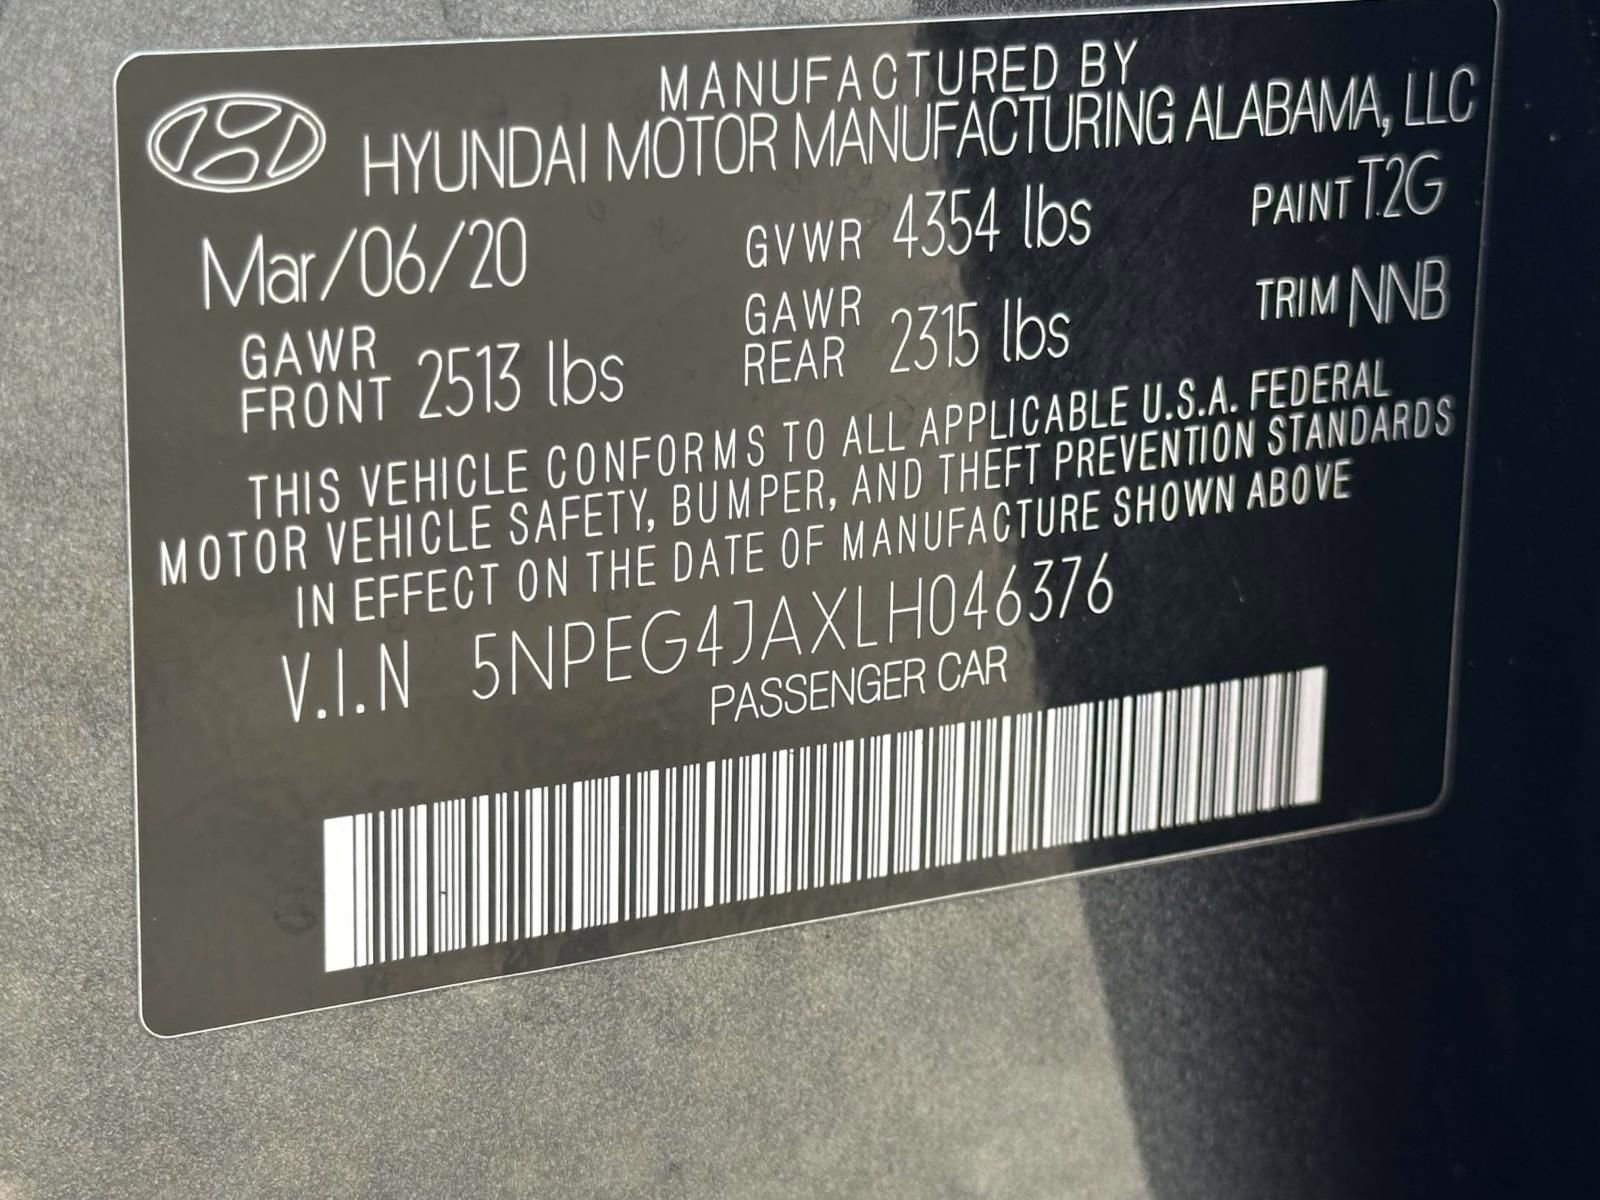 MANUFACTURED BY
HYUNDAI MOTOR MANUFACTURING ALABAMA, LLC
Mar/06/20 GVWR 4354 lbs PAINT T2G
GAWR FRONT 2513 lbs GAWR REAR 2315 lbs TRIM NNB
THIS VEHICLE CONFORMS TO ALL APPLICABLE U.S.A. FEDERAL
MOTOR VEHICLE SAFETY, BUMPER, AND THEFT PREVENTION STANDARDS
IN EFFECT ON THE DATE OF MANUFACTURE SHOWN ABOVE
V.I.N 5NPEG4JAXLH046376
PASSENGER CAR